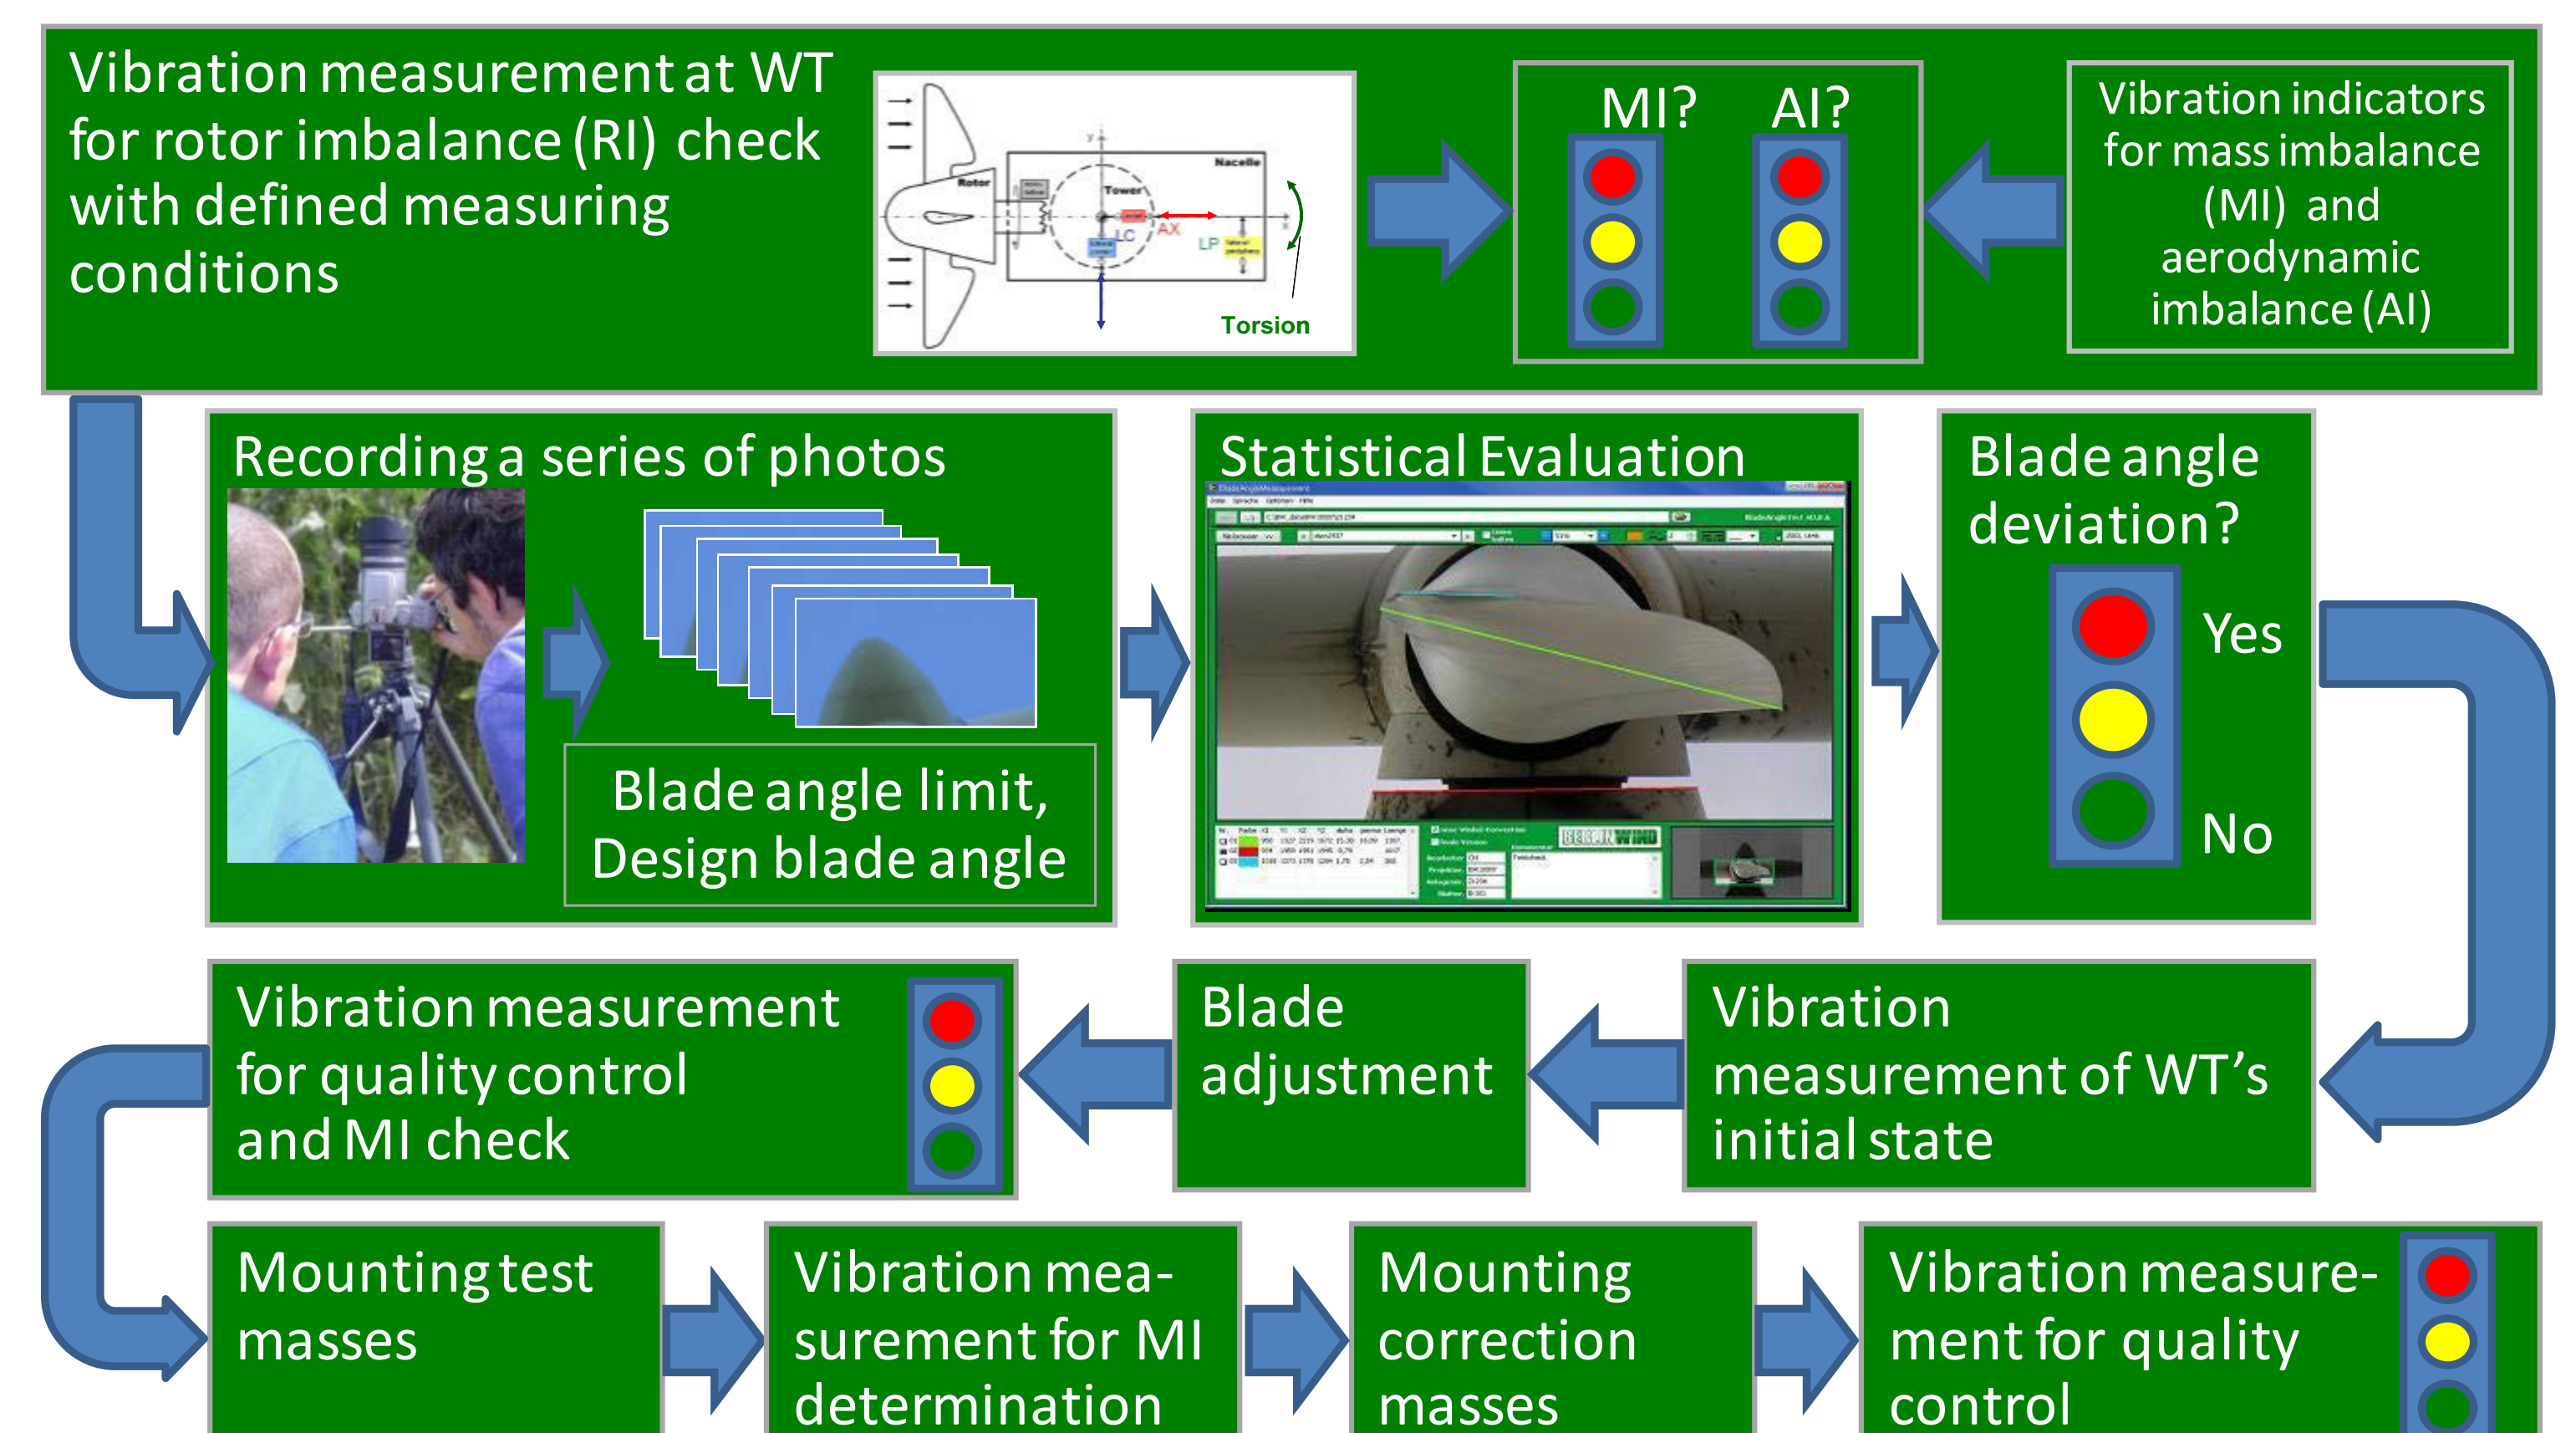 Vibration measurement at WT
for rotor imbalance (RI) check
with defined measuring
conditions
y
Nacelle
Rotor
Tower
LC
AX
LP
x
Torsion
MI? AI?
Vibration indicators
for mass imbalance
(MI) and
aerodynamic
imbalance (AI)
Recording a series of photos
Blade angle limit,
Design blade angle
Statistical Evaluation
BERLINWIND
Blade angle
deviation?
Yes
No
Vibration measurement
for quality control
and MI check
Blade
adjustment
Vibration
measurement of WT’s
initial state
Mounting test
masses
Vibration mea-
surement for MI
determination
Mounting
correction
masses
Vibration measure-
ment for quality
control